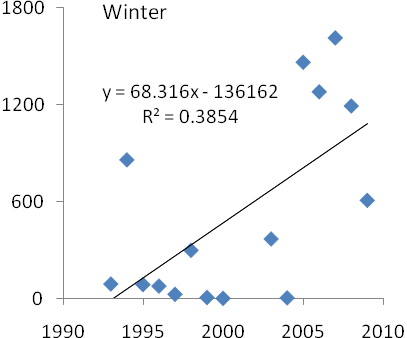 Winter
1800
y = 68.316x - 136162
R² = 0.3854
1200
600
0
1990 1995 2000 2005 2010